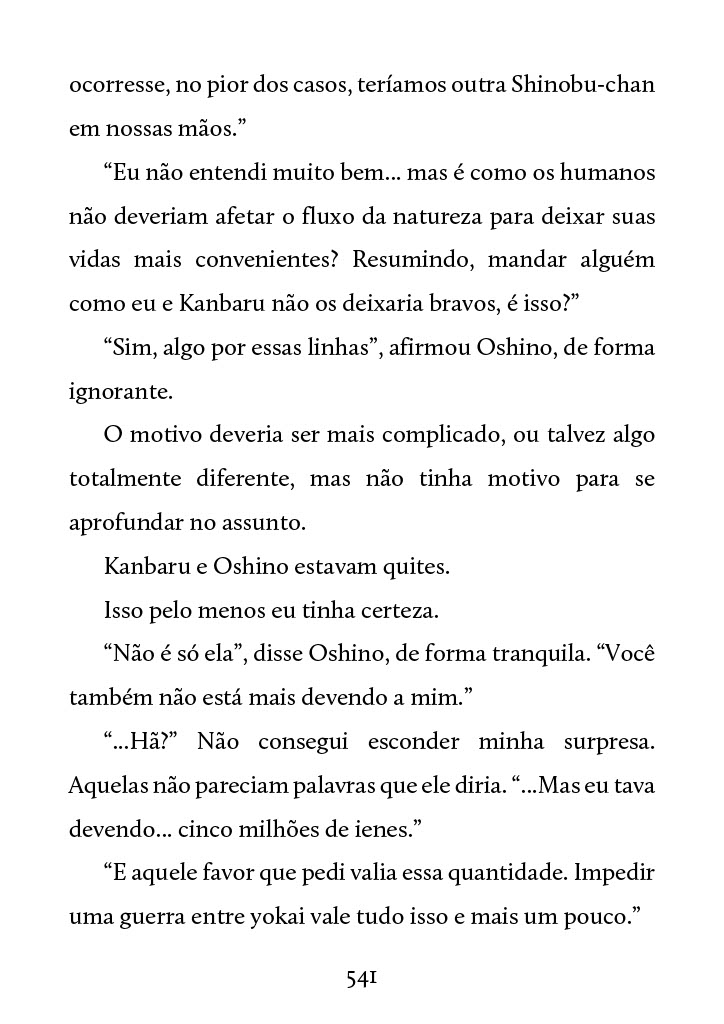 ocorresse, no pior dos casos, teríamos outra Shinobu-chan
em nossas mãos.”
“Eu não entendi muito bem... mas é como os humanos
não deveriam afetar o fluxo da natureza para deixar suas
vidas mais convenientes? Resumindo, mandar alguém
como eu e Kanbaru não os deixaria bravos, é isso?”
“Sim, algo por essas linhas”, afirmou Oshino, de forma
ignorante.
O motivo deveria ser mais complicado, ou talvez algo
totalmente diferente, mas não tinha motivo para se
aprofundar no assunto.
Kanbaru e Oshino estavam quites.
Isso pelo menos eu tinha certeza.
“Não é só ela”, disse Oshino, de forma tranquila. “Você
também não está mais devendo a mim.”
“...Hã?” Não consegui esconder minha surpresa.
Aquelas não pareciam palavras que ele diria. “...Mas eu tava
devendo... cinco milhões de ienes.”
“E aquele favor que pedi valia essa quantidade. Impedir
uma guerra entre yokai vale tudo isso e mais um pouco.”
541